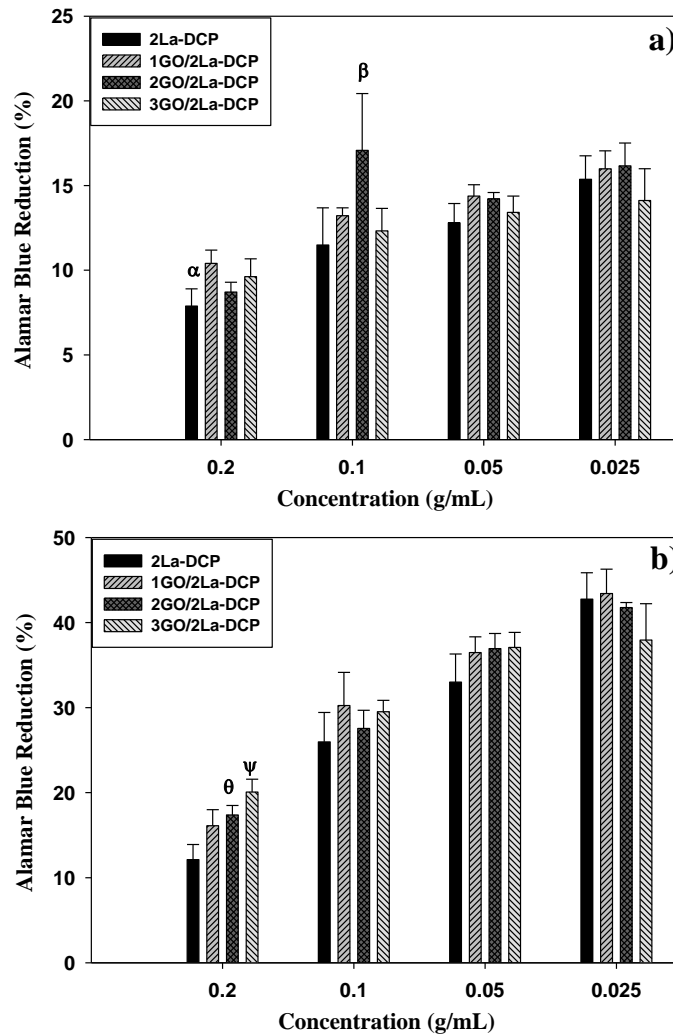 a)
2La-DCP
1GO/2La-DCP
2GO/2La-DCP
3GO/2La-DCP
α
β
Alamar Blue Reduction (%)
25
20
15
10
5
0
0.2 0.1 0.05 0.025
Concentration (g/mL)
b)
2La-DCP
1GO/2La-DCP
2GO/2La-DCP
3GO/2La-DCP
θ
ψ
Alamar Blue Reduction (%)
50
40
30
20
10
0
0.2 0.1 0.05 0.025
Concentration (g/mL)